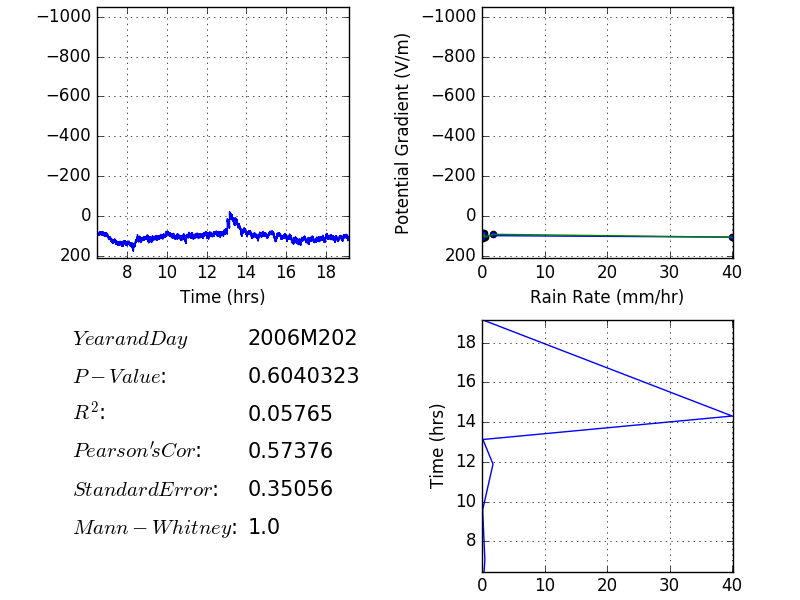 −1000
−800
−600
−400
−200
0
200
8 10 12 14 16 18
Time (hrs)
Potential Gradient (V/m)
−1000
−800
−600
−400
−200
0
200
0 10 20 30 40
Rain Rate (mm/hr)
YearandDay 2006M202
P − Value: 0.6040323
R²: 0.05765
Pearson'sCor: 0.57376
StandardError: 0.35056
Mann − Whitney: 1.0
Time (hrs)
18
16
14
12
10
8
0 10 20 30 40